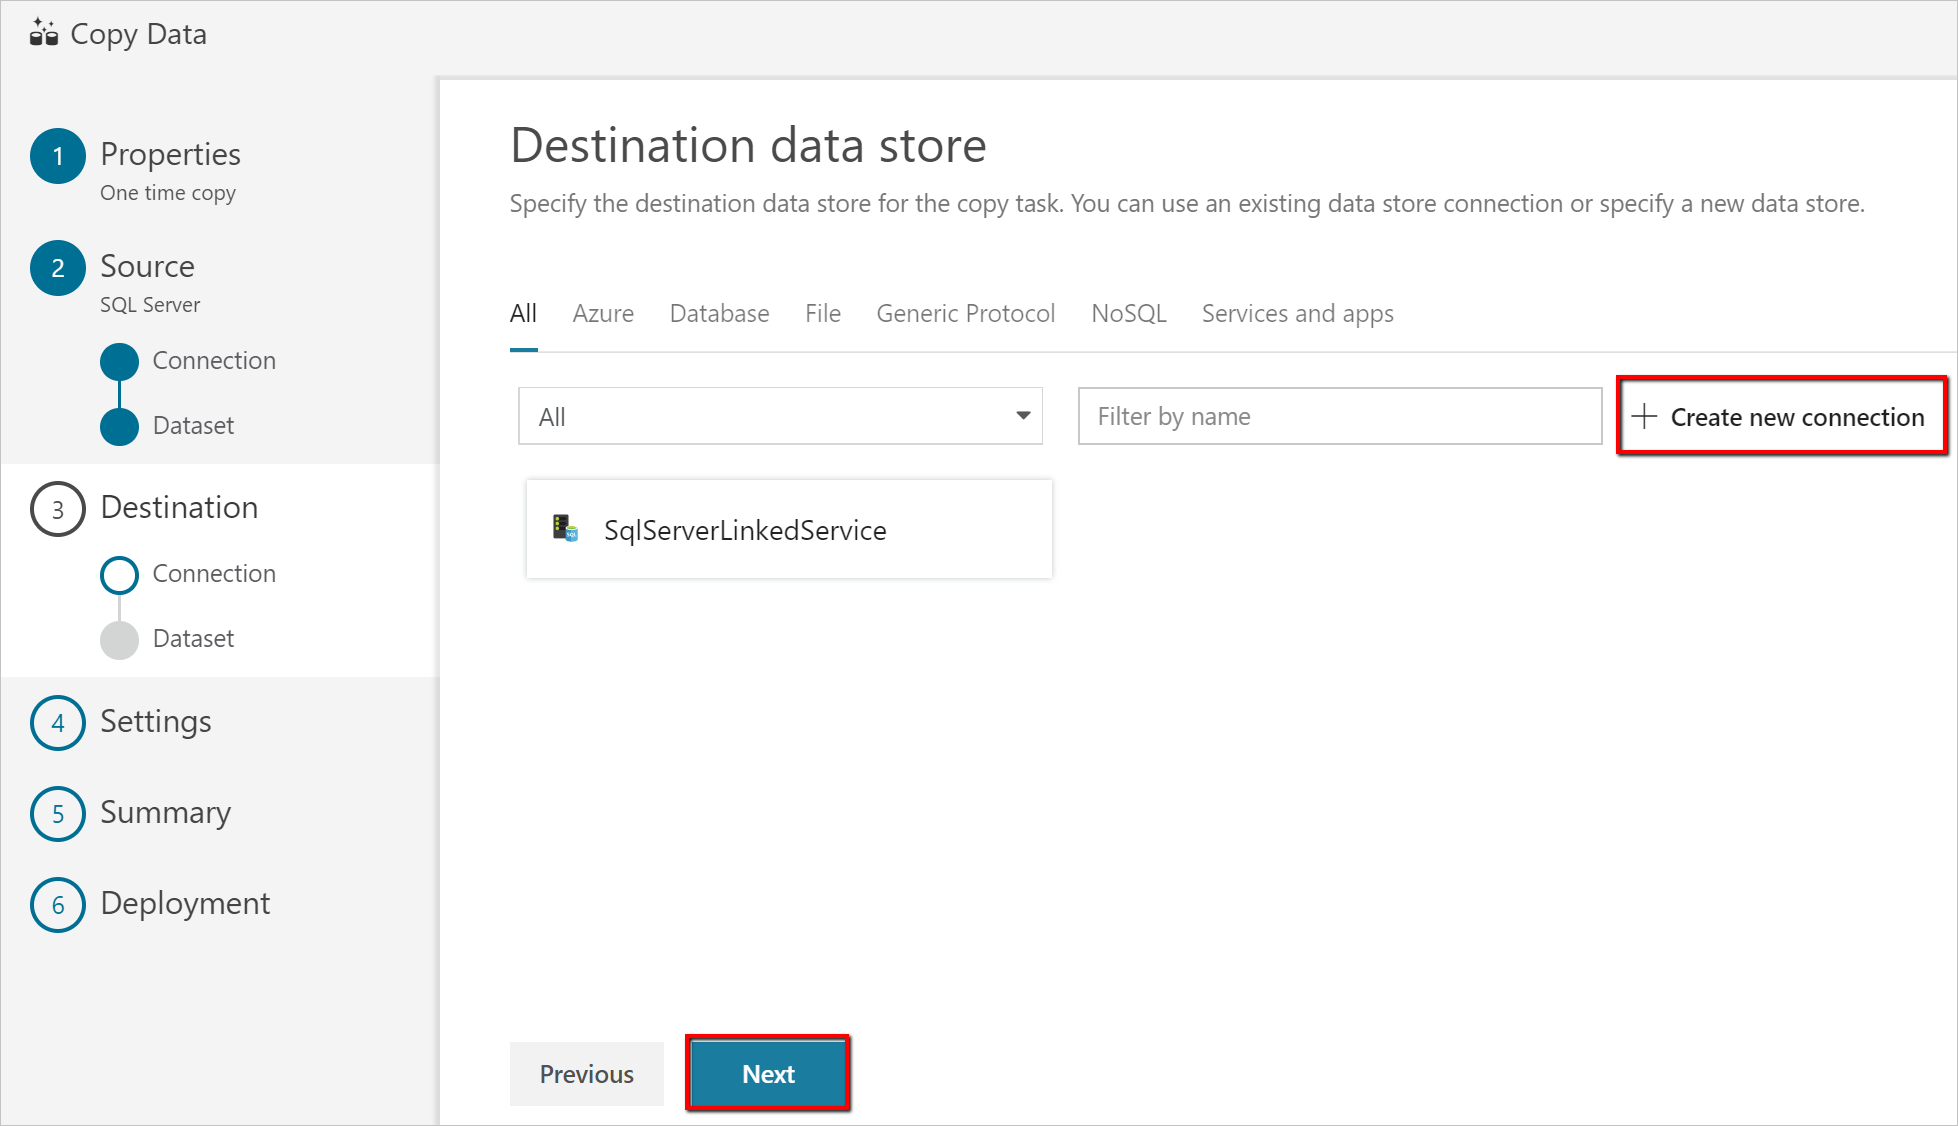 Copy Data
1 Properties
One time copy
2 Source
SQL Server
Connection
Dataset
3 Destination
Connection
Dataset
4 Settings
5 Summary
6 Deployment
Destination data store
Specify the destination data store for the copy task. You can use an existing data store connection or specify a new data store.
All Azure Database File Generic Protocol NoSQL Services and apps
All Filter by name Create new connection
SqlServerLinkedService
Previous Next